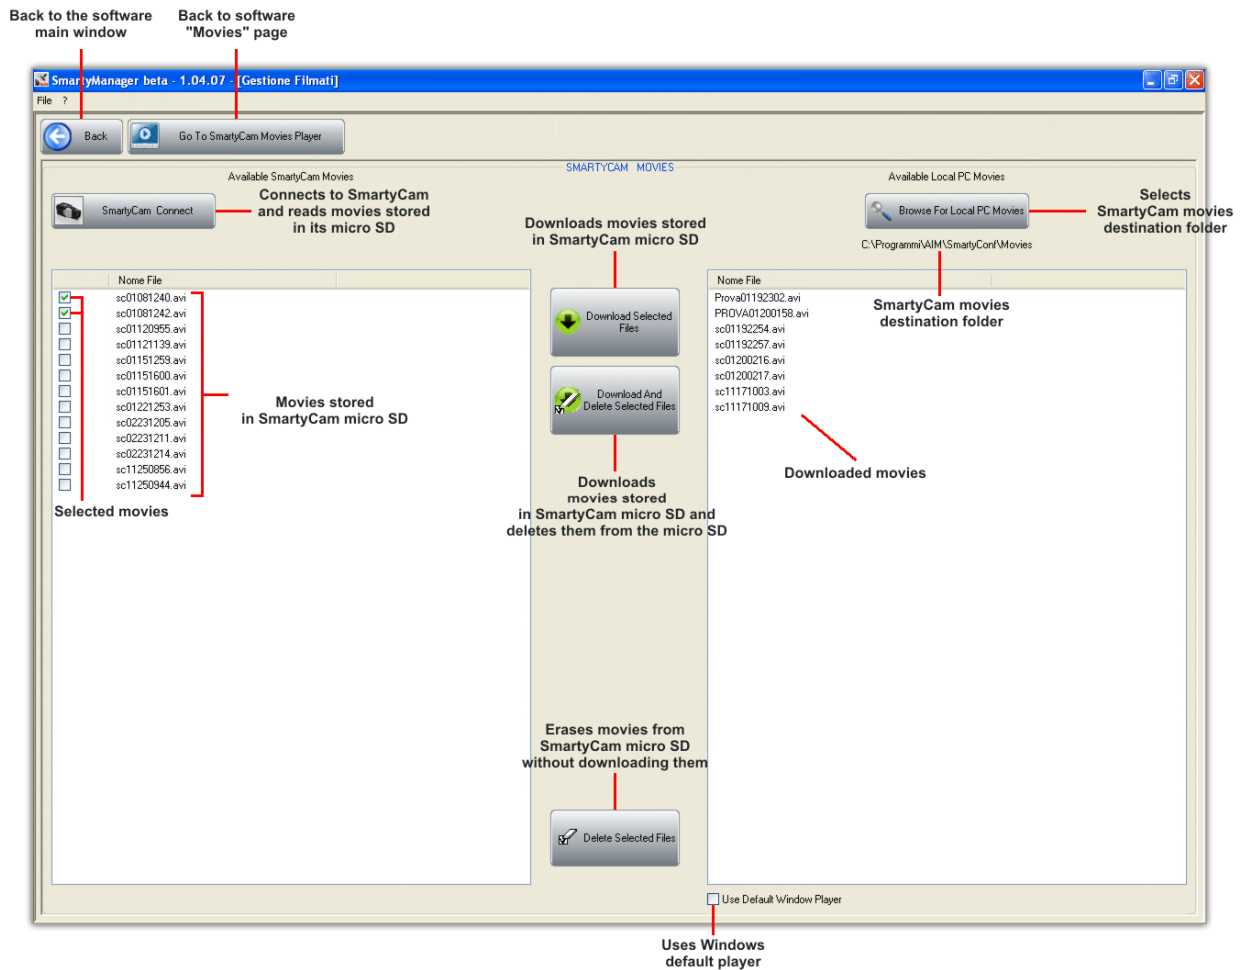 Back to the software
main window
Back to software
"Movies" page
SmartyManager beta - 1.04.07 - [Gestione Filmati]
File ?
Back
Go To SmartyCam Movies Player
SMARTYCAM MOVIES
Available SmartyCam Movies
SmartyCam Connect
Connects to SmartyCam
and reads movies stored
in its micro SD
Downloads movies stored
in SmartyCam micro SD
Available Local PC Movies
Browse For Local PC Movies
Selects
SmartyCam movies
destination folder
C:\Programmi\AIM\SmartyConf\Movies
SmartyCam movies
destination folder
Nome File
sc01081240.avi
sc01081242.avi
sc01120955.avi
sc01121139.avi
sc01151259.avi
sc01151600.avi
sc01151601.avi
sc01221253.avi
sc02231205.avi
sc02231211.avi
sc02231214.avi
sc11250856.avi
sc11250944.avi
Movies stored
in SmartyCam micro SD
Selected movies
Download Selected
Files
Download And
Delete Selected Files
Downloads
movies stored
in SmartyCam micro SD and
deletes them from the micro SD
Erases movies from
SmartyCam micro SD
without downloading them
Delete Selected Files
Nome File
Prova01192302.avi
PROVA01200158.avi
sc01192254.avi
sc01192257.avi
sc01200216.avi
sc01200217.avi
sc11171003.avi
sc11171009.avi
Downloaded movies
Use Default Window Player
Uses Windows
default player